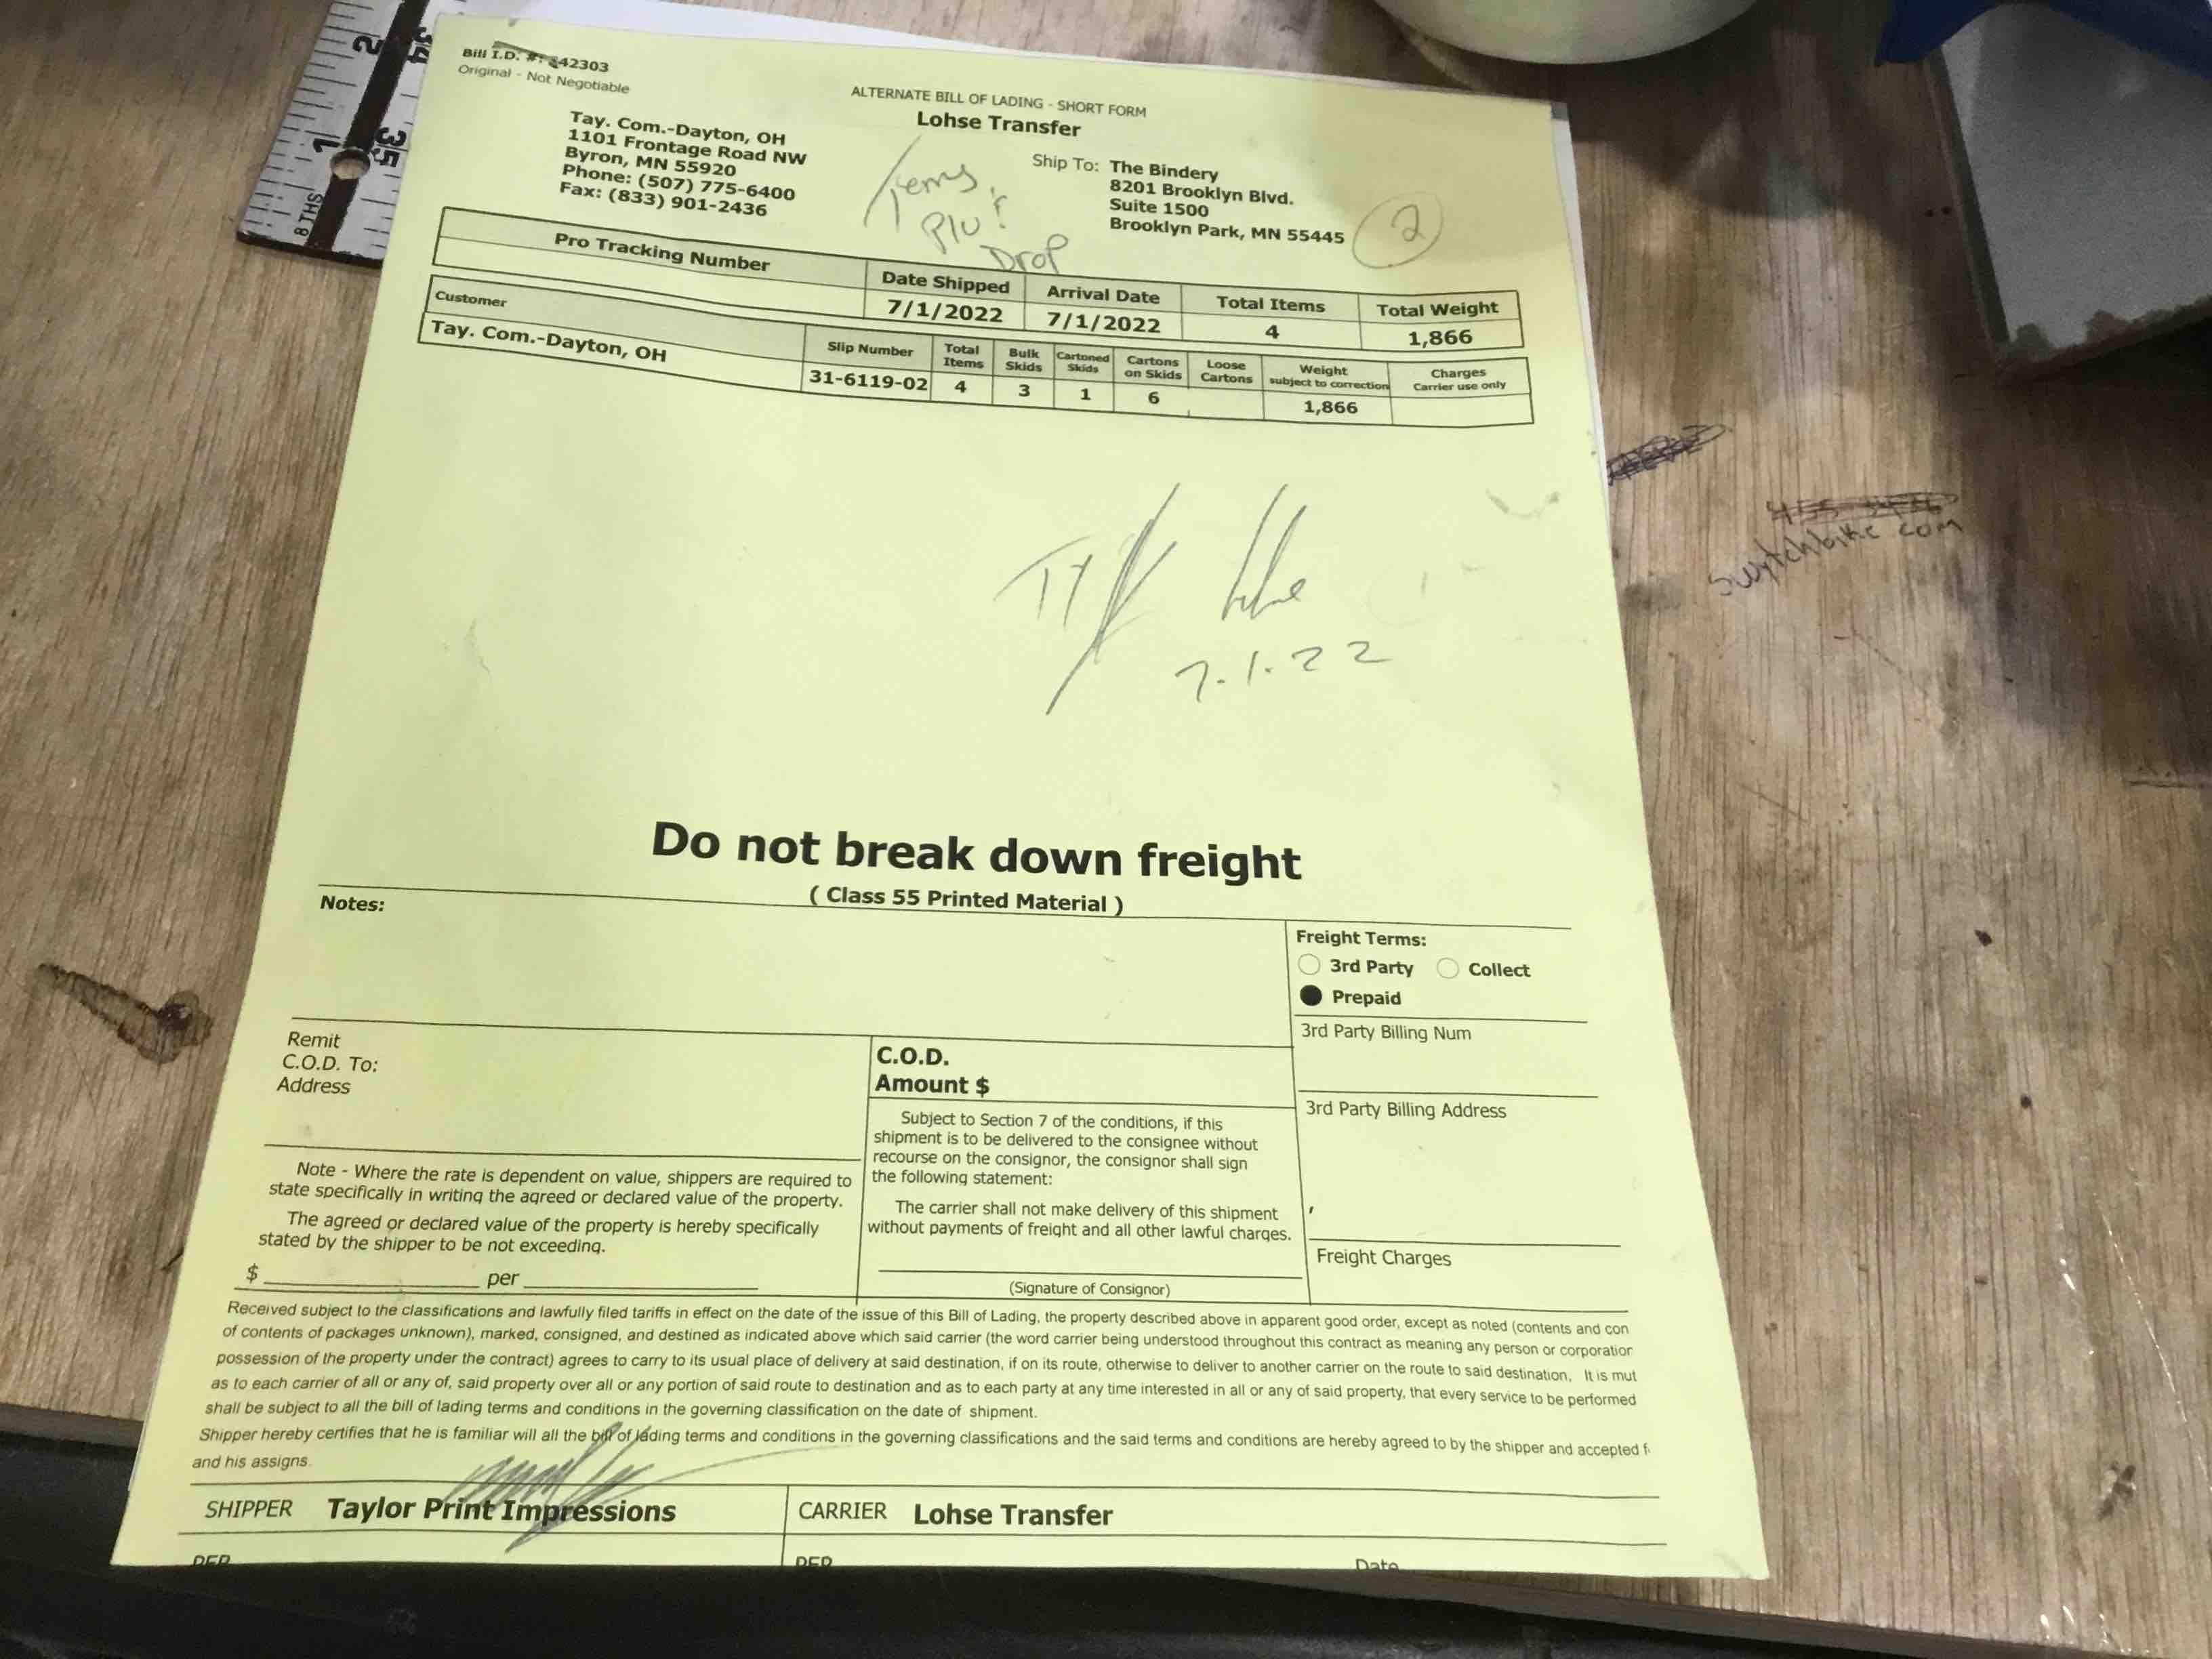 Bill I.D. #: 42303
Original - Not Negotiable
ALTERNATE BILL OF LADING - SHORT FORM
Lohse Transfer
Tay. Com.-Dayton, OH
1101 Frontage Road NW
Byron, MN 55920
Phone: (507) 775-6400
Fax: (833) 901-2436
Ship To: The Bindery
8201 Brooklyn Blvd.
Suite 1500
Brooklyn Park, MN 55445
2
Drop
Pro Tracking Number Date Shipped Arrival Date Total Items Total Weight
7/1/2022 7/1/2022 4 1,866
Customer Slip Number Total Items Bulk Skids Cartoned Skids Cartons on Skids Loose Cartons Weight subject to correction Charges Carrier use only
Tay. Com.-Dayton, OH 31-6119-02 4 3 1 6 1,866
7.1.22
Do not break down freight
( Class 55 Printed Material )
Notes:
Freight Terms:
3rd Party Collect
Prepaid
3rd Party Billing Num
3rd Party Billing Address
,
Freight Charges
Remit
C.O.D. To:
Address
C.O.D.
Amount $
Note - Where the rate is dependent on value, shippers are required to
state specifically in writing the agreed or declared value of the property.
The agreed or declared value of the property is hereby specifically
stated by the shipper to be not exceeding.
$ per
Subject to Section 7 of the conditions, if this
shipment is to be delivered to the consignee without
recourse on the consignor, the consignor shall sign
the following statement:
The carrier shall not make delivery of this shipment
without payments of freight and all other lawful charges.
(Signature of Consignor)
Received subject to the classifications and lawfully filed tariffs in effect on the date of the issue of this Bill of Lading, the property described above in apparent good order, except as noted (contents and con
of contents of packages unknown), marked, consigned, and destined as indicated above which said carrier (the word carrier being understood throughout this contract as meaning any person or corporation
possession of the property under the contract) agrees to carry to its usual place of delivery at said destination, if on its route, otherwise to deliver to another carrier on the route to said destination. It is mut
as to each carrier of all or any of, said property over all or any portion of said route to destination and as to each party at any time interested in all or any of said property, that every service to be performed
shall be subject to all the bill of lading terms and conditions in the governing classification on the date of shipment.
Shipper hereby certifies that he is familiar will all the bill of lading terms and conditions in the governing classifications and the said terms and conditions are hereby agreed to by the shipper and accepted f
and his assigns.
SHIPPER Taylor Print Impressions
CARRIER Lohse Transfer
PER PER Date
2
1
35
8 THS
swytchbike com